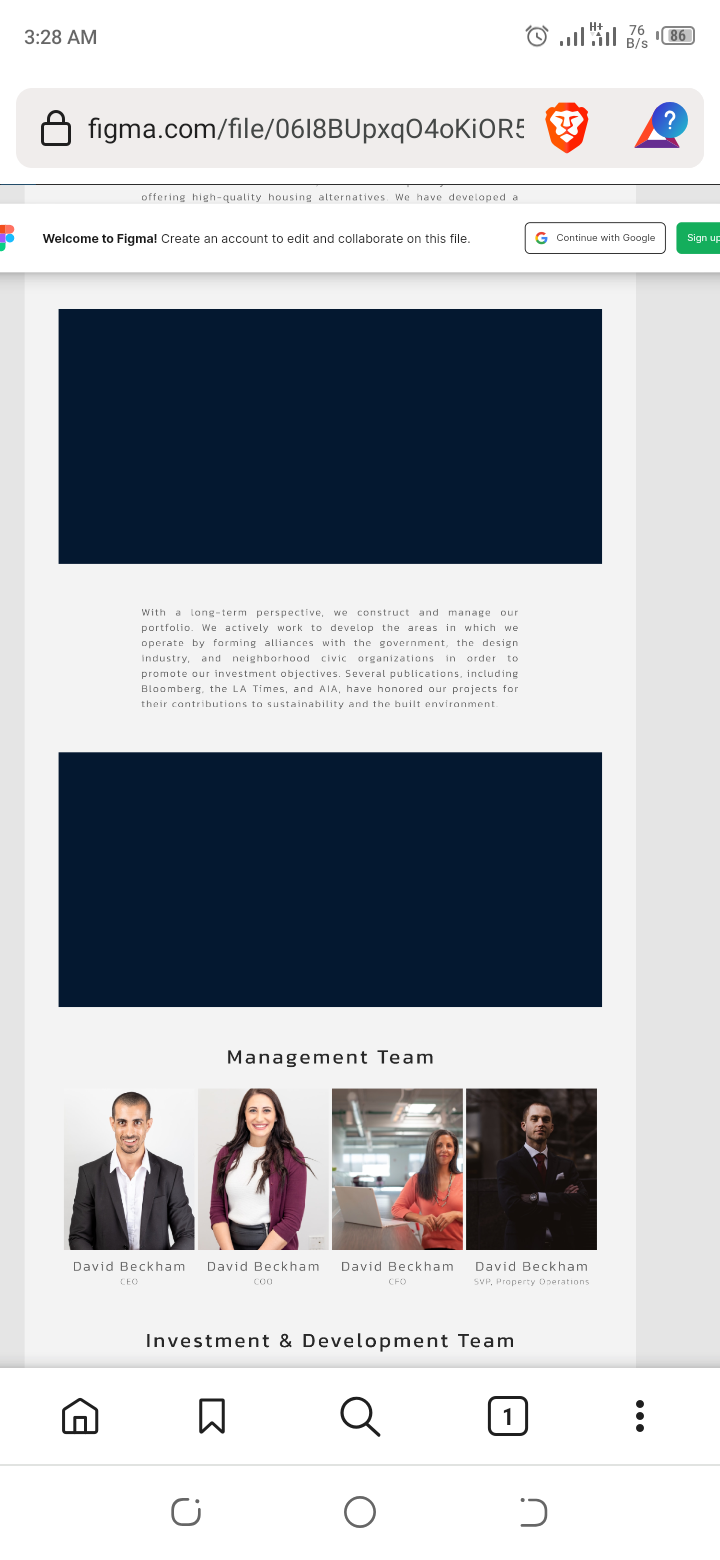 3:28 AM
H+
76
B/s
86
figma.com/file/06I8BUpxqO4oKiOR5
?
offering high-quality housing alternatives. We have developed a
Welcome to Figma! Create an account to edit and collaborate on this file.
Continue with Google
Sign up
With a long-term perspective, we construct and manage our
portfolio. We actively work to develop the areas in which we
operate by forming alliances with the government, the design
industry, and neighborhood civic organizations in order to
promote our investment objectives. Several publications, including
Bloomberg, the LA Times, and AIA, have honored our projects for
their contributions to sustainability and the built environment.
Management Team
David Beckham David Beckham David Beckham David Beckham
CEO COO CFO SVP, Property Operations
Investment & Development Team
1